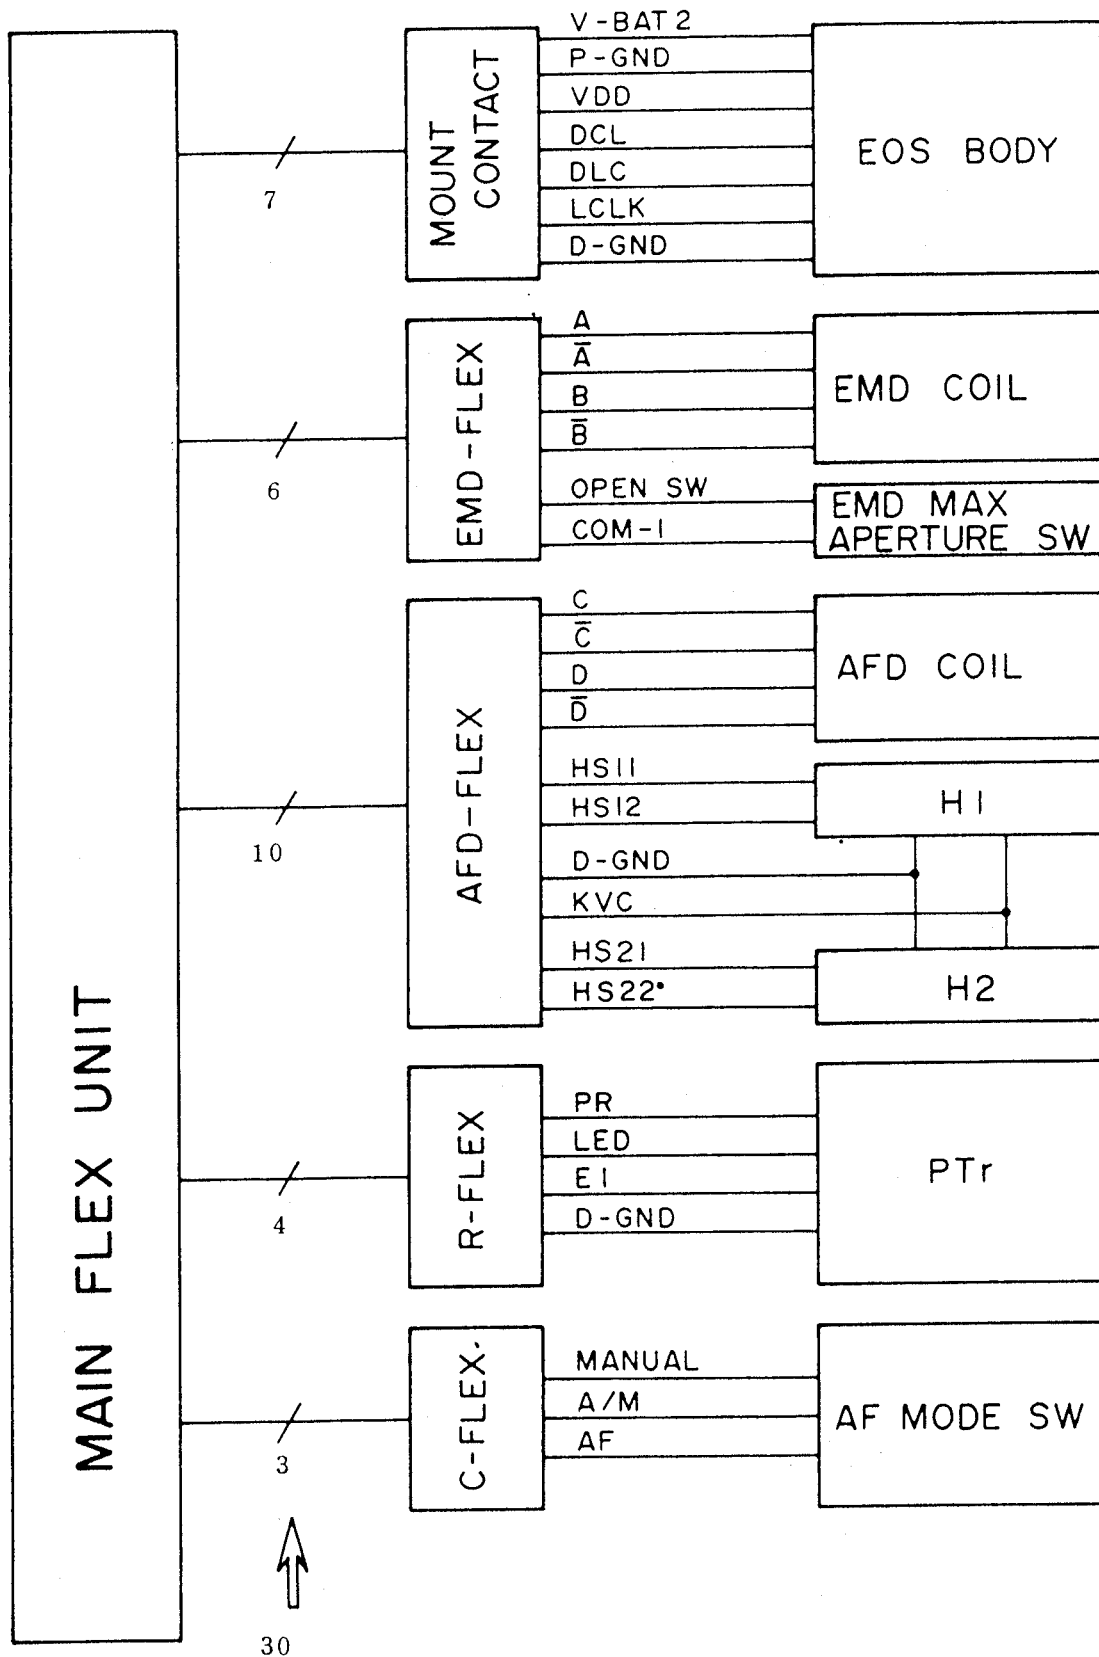 MAIN FLEX UNIT
7
MOUNT
CONTACT
V-BAT 2
P-GND
VDD
DCL
DLC
LCLK
D-GND
EOS BODY
6
EMD-FLEX
A
A̅
B
B̅
OPEN SW
COM-1
EMD COIL
EMD MAX
APERTURE SW
10
AFD-FLEX
C
C̅
D
D̅
HS11
HS12
D-GND
KVC
HS21
HS22
AFD COIL
H1
H2
4
R-FLEX
PR
LED
E1
D-GND
PTr
3
C-FLEX
MANUAL
A/M
AF
AF MODE SW
30